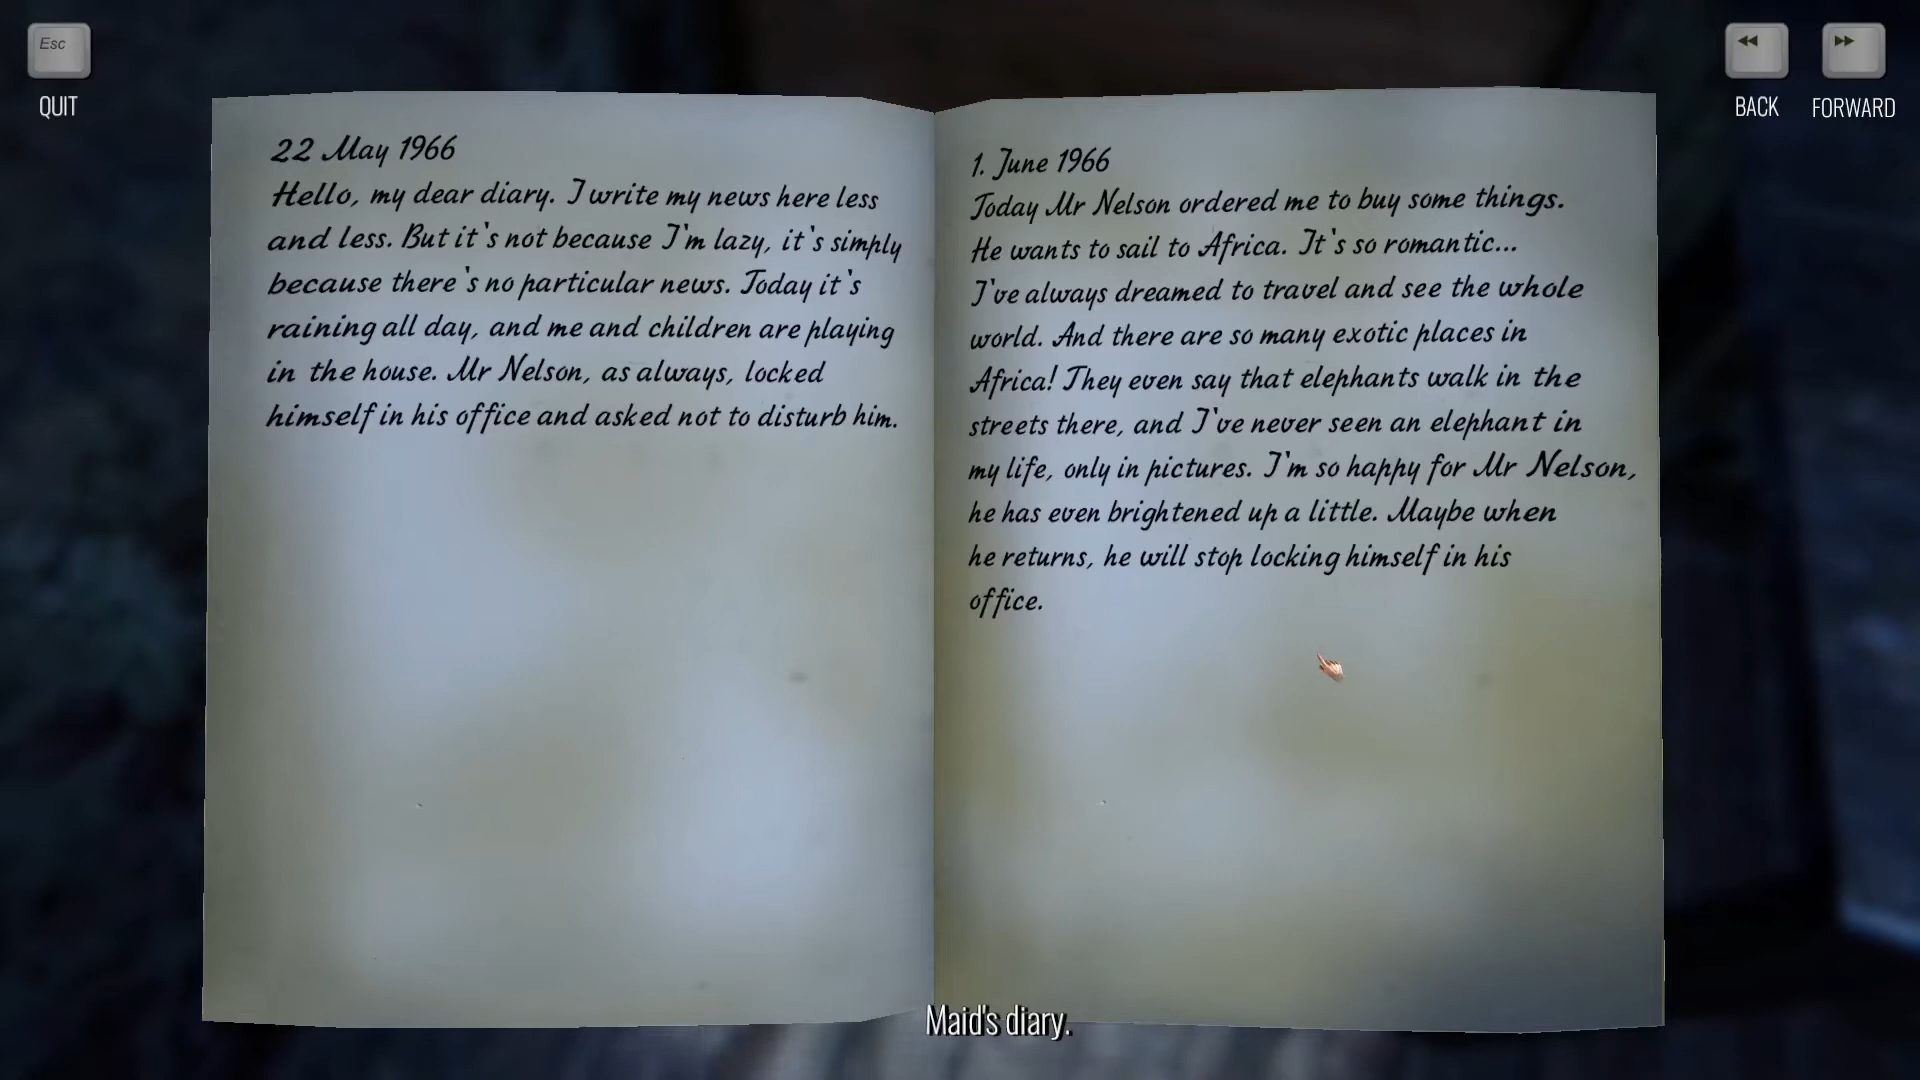 Esc
QUIT
BACK
FORWARD
22 May 1966
Hello, my dear diary. I write my news here less
and less. But it's not because I'm lazy, it's simply
because there's no particular news. Today it's
raining all day, and me and children are playing
in the house. Mr Nelson, as always, locked
himself in his office and asked not to disturb him.
1. June 1966
Today Mr Nelson ordered me to buy some things.
He wants to sail to Africa. It's so romantic...
I've always dreamed to travel and see the whole
world. And there are so many exotic places in
Africa! They even say that elephants walk in the
streets there, and I've never seen an elephant in
my life, only in pictures. I'm so happy for Mr Nelson,
he has even brightened up a little. Maybe when
he returns, he will stop locking himself in his
office.
Maid's diary.